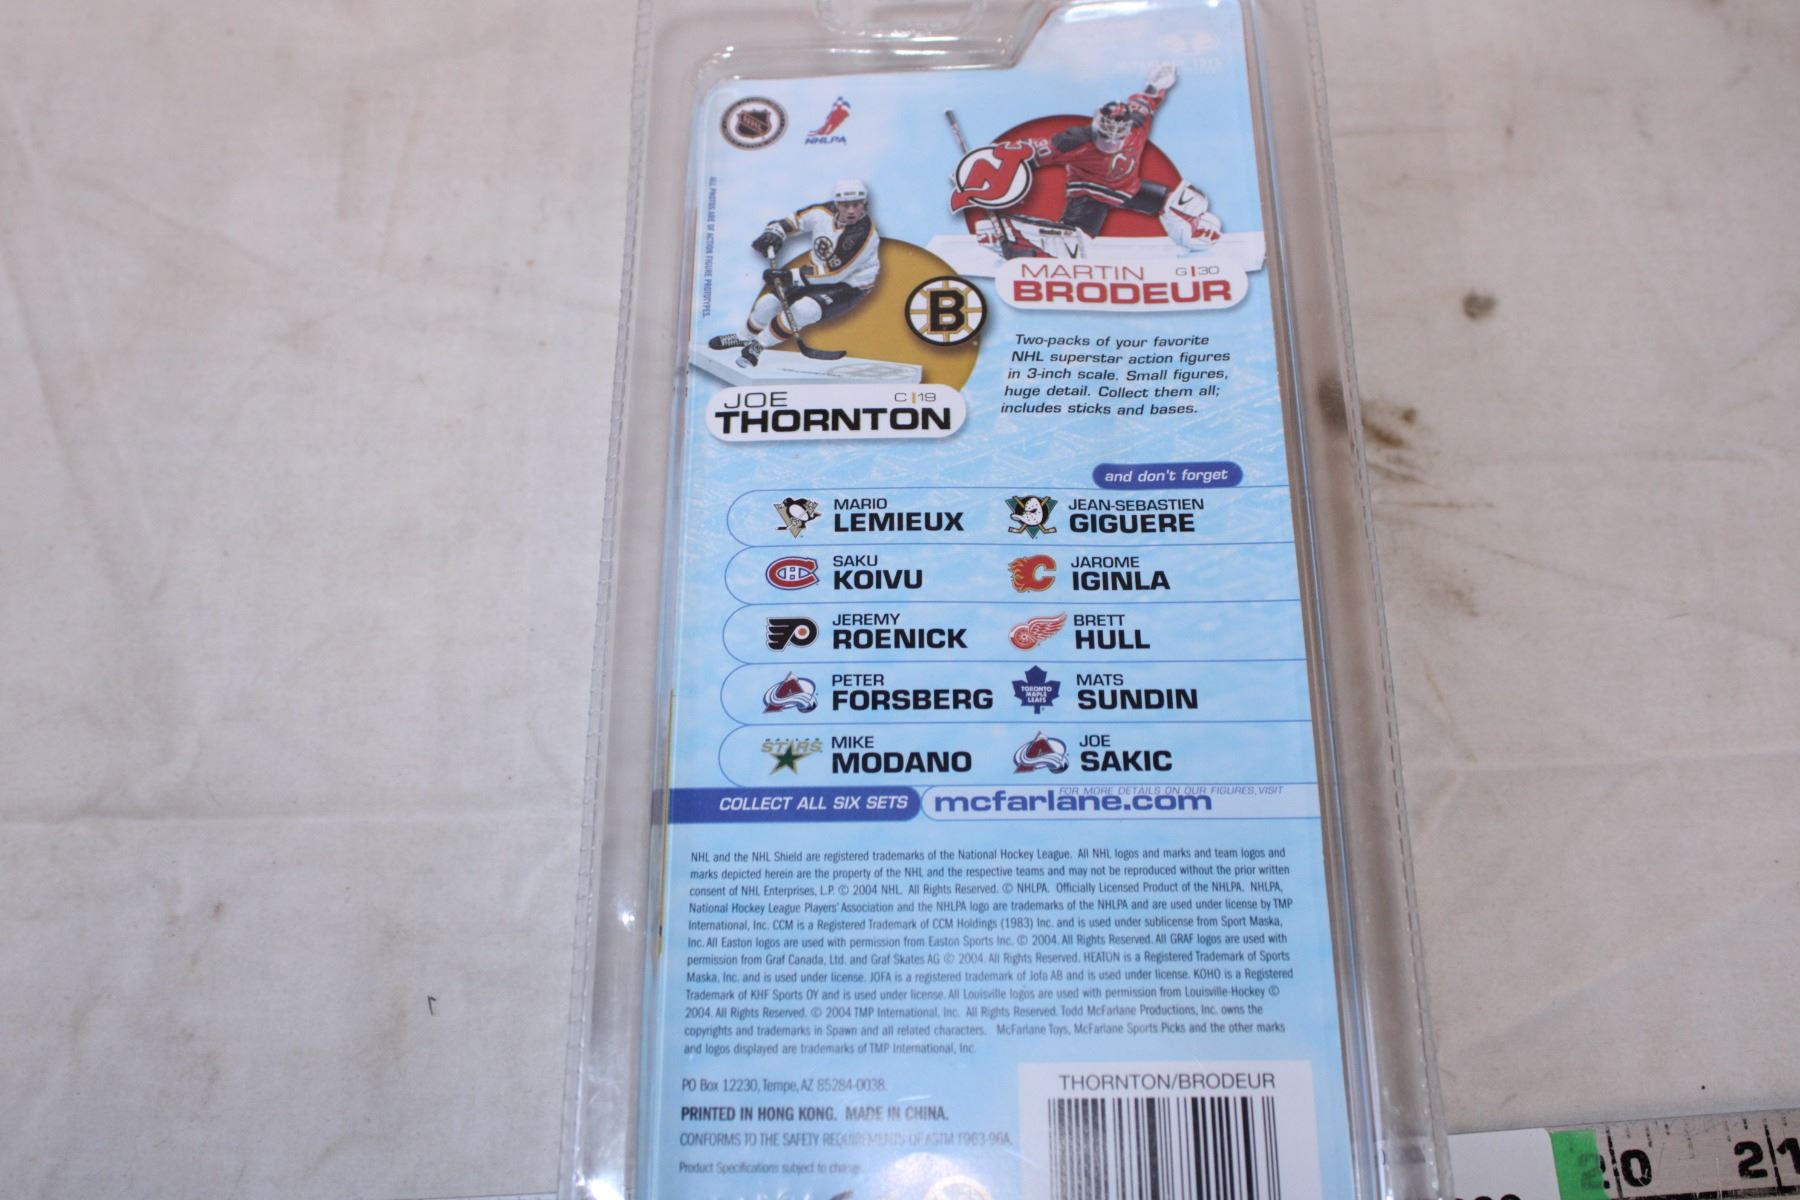 NHL
NHLPA
ALL PHOTOS ARE OF ACTION FIGURE PROTOTYPES.
30
MARTIN G|30
BRODEUR
B
JOE C|19
THORNTON
Two-packs of your favorite
NHL superstar action figures
in 3-inch scale. Small figures,
huge detail. Collect them all;
includes sticks and bases.
and don't forget
MARIO
LEMIEUX
JEAN-SEBASTIEN
GIGUERE
SAKU
KOIVU
JAROME
IGINLA
JEREMY
ROENICK
BRETT
HULL
PETER
FORSBERG
TORONTO
MAPLE
LEAFS
MATS
SUNDIN
STARS
MIKE
MODANO
JOE
SAKIC
COLLECT ALL SIX SETS
FOR MORE DETAILS ON OUR FIGURES, VISIT
mcfarlane.com
NHL and the NHL Shield are registered trademarks of the National Hockey League. All NHL logos and marks and team logos and
marks depicted herein are the property of the NHL and the respective teams and may not be reproduced without the prior written
consent of NHL Enterprises, L.P. © 2004 NHL. All Rights Reserved. © NHLPA. Officially Licensed Product of the NHLPA. NHLPA,
National Hockey League Players' Association and the NHLPA logo are trademarks of the NHLPA and are used under license by TMP
International, Inc. CCM is a Registered Trademark of CCM Holdings (1983) Inc. and is used under sublicense from Sport Maska,
Inc. All Easton logos are used with permission from Easton Sports Inc. © 2004. All Rights Reserved. All GRAF logos are used with
permission from Graf Canada, Ltd. and Graf Skates AG © 2004. All Rights Reserved. HEATON is a Registered Trademark of Sports
Maska, Inc. and is used under license. JOFA is a registered trademark of Jofa AB and is used under license. KOHO is a Registered
Trademark of KHF Sports OY and is used under license. All Louisville logos are used with permission from Louisville-Hockey ©
2004. All Rights Reserved. © 2004 TMP International, Inc. All Rights Reserved. Todd McFarlane Productions, Inc. owns the
copyrights and trademarks in Spawn and all related characters. McFarlane Toys, McFarlane Sports Picks and the other marks
and logos displayed are trademarks of TMP International, Inc.
PO Box 12230, Tempe, AZ 85284-0038.
PRINTED IN HONG KONG. MADE IN CHINA.
CONFORMS TO THE SAFETY REQUIREMENTS OF ASTM F963-96A.
Product Specifications subject to change.
THORNTON/BRODEUR
20 21